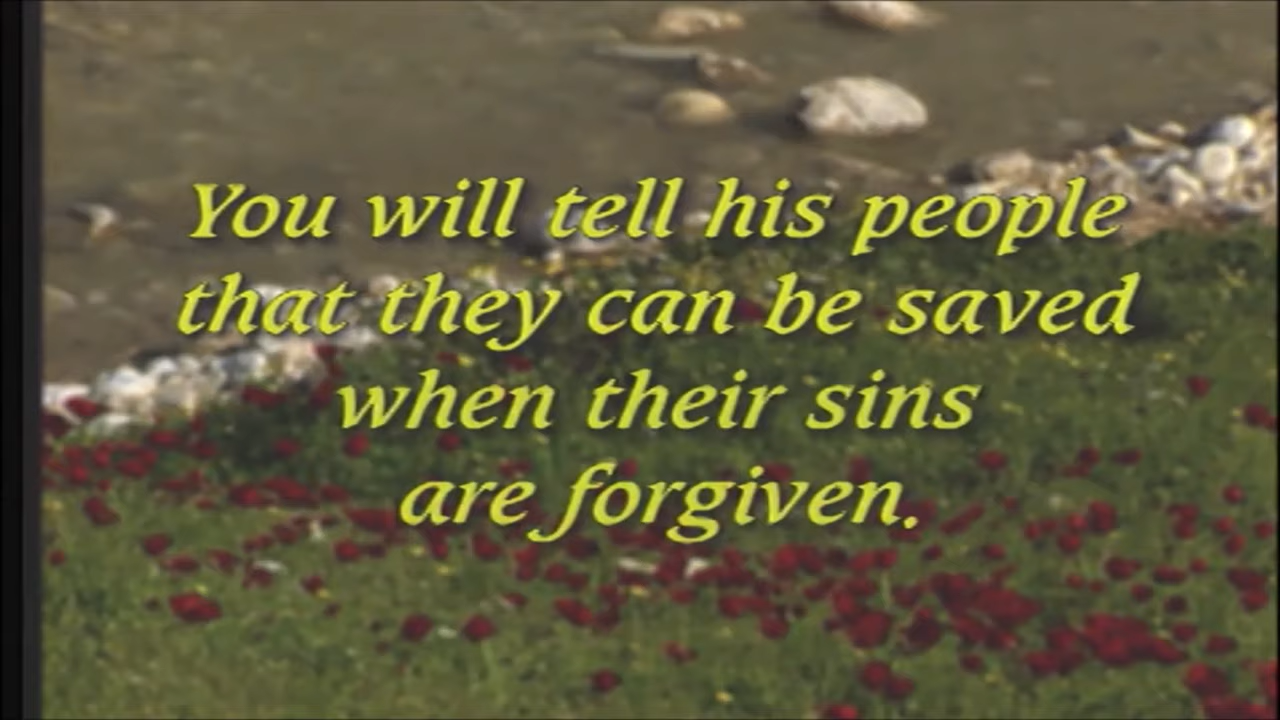 You will tell his people
that they can be saved
when their sins
are forgiven.